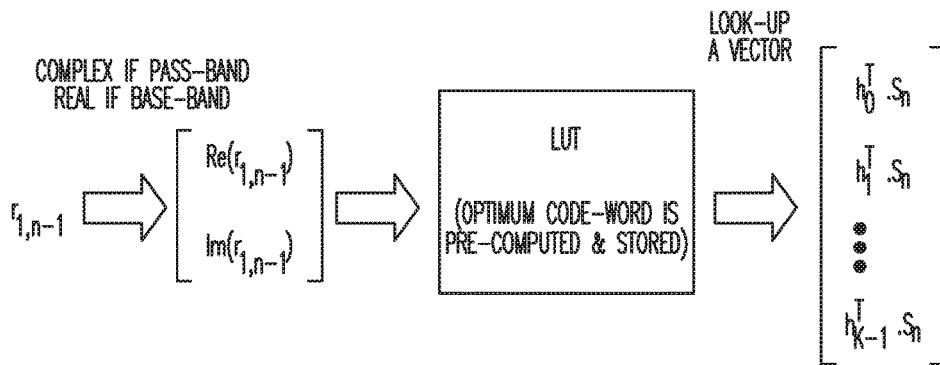 LOOK-UP
A VECTOR
COMPLEX IF PASS-BAND
REAL IF BASE-BAND
r1,n-1
Re(r1,n-1)
Im(r1,n-1)
LUT
(OPTIMUM CODE-WORD IS
PRE-COMPUTED & STORED)
h0T .Sn
h1T .Sn
hK-1T .Sn